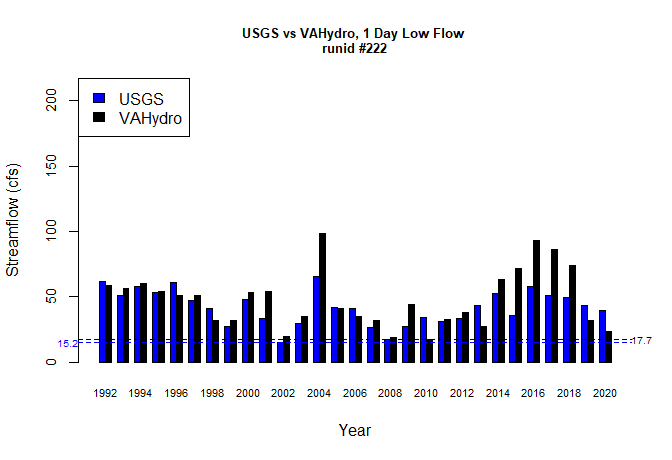 USGS vs VAHydro, 1 Day Low Flow
runid #222
USGS
VAHydro
Streamflow (cfs)
200
150
100
50
0
15.2
17.7
1992 1994 1996 1998 2000 2002 2004 2006 2008 2010 2012 2014 2016 2018 2020
Year